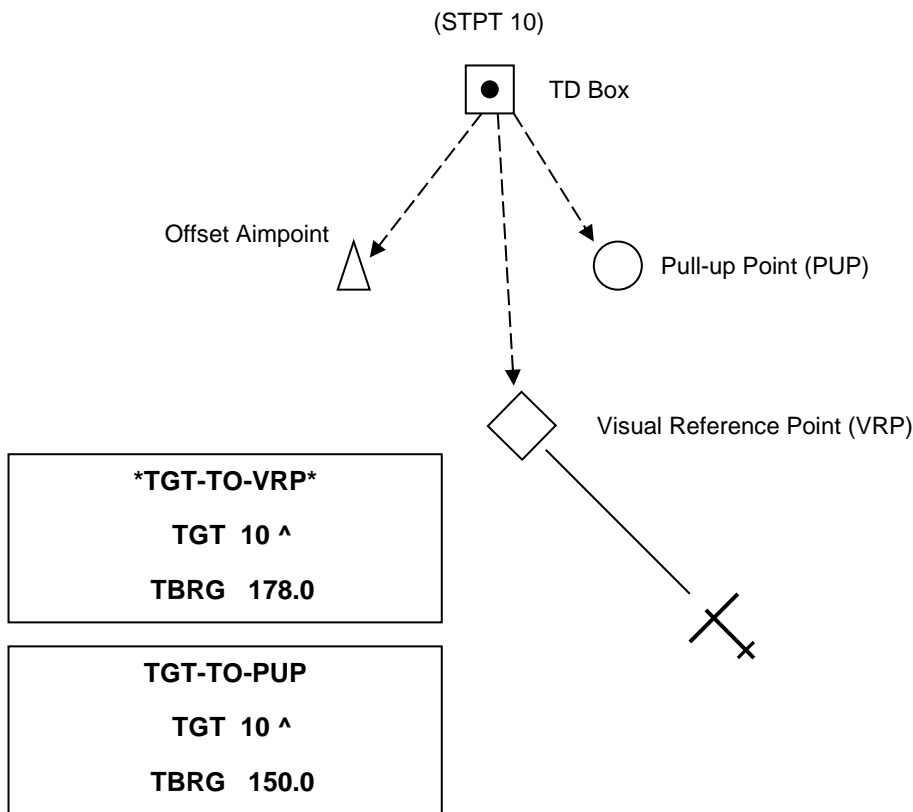 (STPT 10)
TD Box
Offset Aimpoint
Pull-up Point (PUP)
Visual Reference Point (VRP)
*TGT-TO-VRP*
TGT 10 ^
TBRG 178.0
TGT-TO-PUP
TGT 10 ^
TBRG 150.0